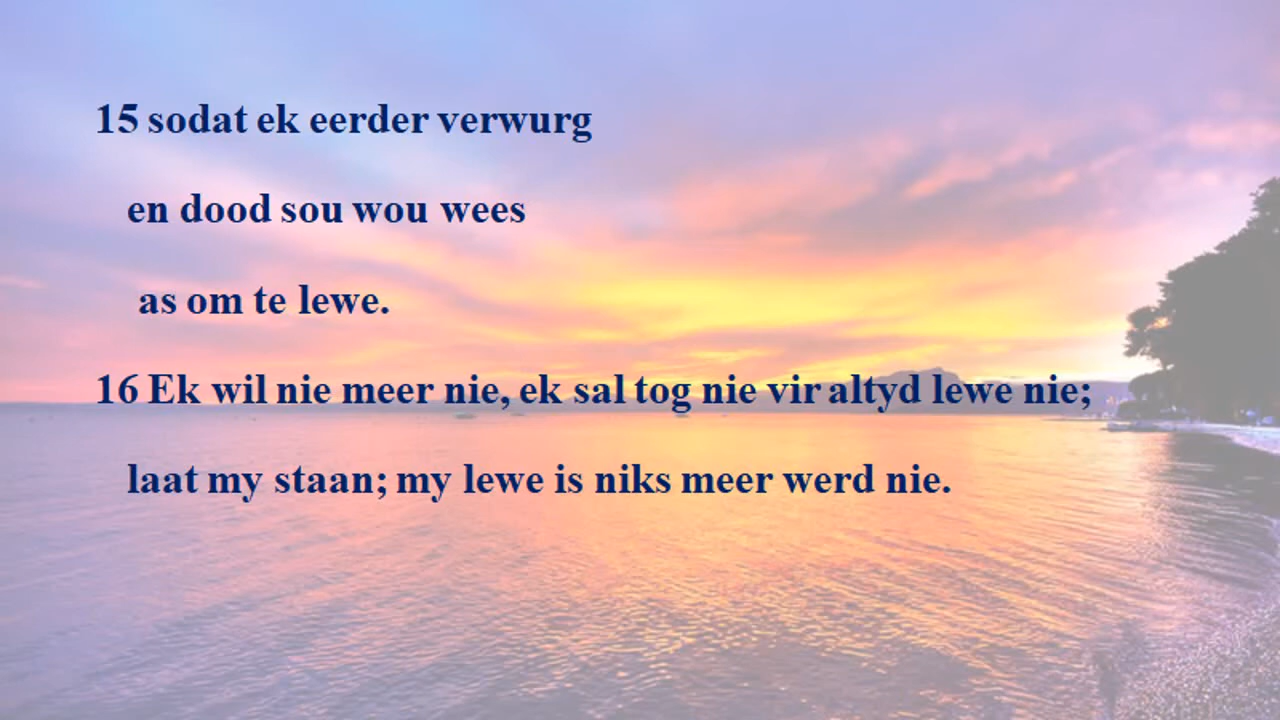 15 sodat ek eerder verwurg
en dood sou wou wees
as om te lewe.
16 Ek wil nie meer nie, ek sal tog nie vir altyd lewe nie;
laat my staan; my lewe is niks meer werd nie.